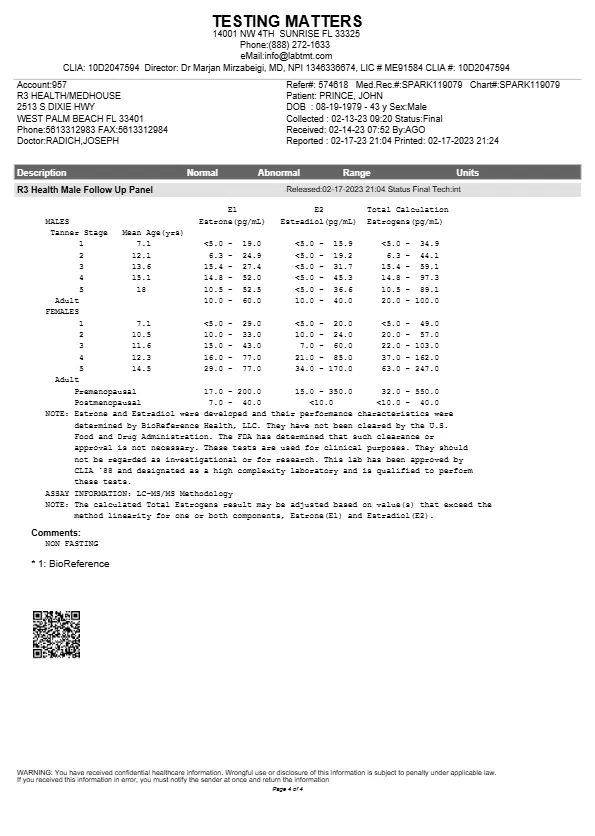 TESTING MATTERS
14001 NW 4TH SUNRISE FL 33325
Phone:(888) 272-1633
eMail:info@labtmt.com
CLIA: 10D2047594 Director: Dr Marjan Mirzabeigi, MD, NPI 1346336674, LIC # ME91584 CLIA #: 10D2047594
Account:957
R3 HEALTH/MEDHOUSE
2513 S DIXIE HWY
WEST PALM BEACH FL 33401
Phone:5613312983 FAX:5613312984
Doctor:RADICH,JOSEPH
Refer#: 574618 Med.Rec.#:SPARK119079 Chart#:SPARK119079
Patient: PRINCE, JOHN
DOB : 08-19-1979 - 43 y Sex:Male
Collected : 02-13-23 09:20 Status:Final
Received: 02-14-23 07:52 By:AGO
Reported : 02-17-23 21:04 Printed: 02-17-2023 21:24
Description Normal Abnormal Range Units
R3 Health Male Follow Up Panel Released:02-17-2023 21:04 Status Final Tech:int
E1 E2 Total Calculation
MALES Estrone(pg/mL) Estradiol(pg/mL) Estrogens(pg/mL)
Tanner Stage Mean Age(yrs)
1 7.1 <5.0 - 19.0 <5.0 - 15.9 <5.0 - 34.9
2 12.1 6.3 - 24.9 <5.0 - 19.2 6.3 - 44.1
3 13.6 15.4 - 27.4 <5.0 - 31.7 15.4 - 59.1
4 15.1 14.8 - 52.0 <5.0 - 45.3 14.8 - 97.3
5 18 10.5 - 52.5 <5.0 - 36.6 10.5 - 89.1
Adult 10.0 - 60.0 10.0 - 40.0 20.0 - 100.0
FEMALES
1 7.1 <5.0 - 29.0 <5.0 - 20.0 <5.0 - 49.0
2 10.5 10.0 - 33.0 10.0 - 24.0 20.0 - 57.0
3 11.6 15.0 - 43.0 7.0 - 60.0 22.0 - 103.0
4 12.3 16.0 - 77.0 21.0 - 85.0 37.0 - 162.0
5 14.5 29.0 - 77.0 34.0 - 170.0 63.0 - 247.0
Adult
Premenopausal 17.0 - 200.0 15.0 - 350.0 32.0 - 550.0
Postmenopausal 7.0 - 40.0 <10.0 <10.0 - 40.0
NOTE: Estrone and Estradiol were developed and their performance characteristics were
determined by BioReference Health, LLC. They have not been cleared by the U.S.
Food and Drug Administration. The FDA has determined that such clearance or
approval is not necessary. These tests are used for clinical purposes. They should
not be regarded as investigational or for research. This lab has been approved by
CLIA '88 and designated as a high complexity laboratory and is qualified to perform
these tests.
ASSAY INFORMATION: LC-MS/MS Methodology
NOTE: The calculated Total Estrogens result may be adjusted based on value(s) that exceed the
method linearity for one or both components, Estrone(E1) and Estradiol(E2).
Comments:
NON FASTING
* 1: BioReference
WARNING: You have received confidential healthcare information. Wrongful use or disclosure of this information is subject to penalty under applicable law.
If you received this information in error, you must notify the sender at once and return the information
Page 4 of 4